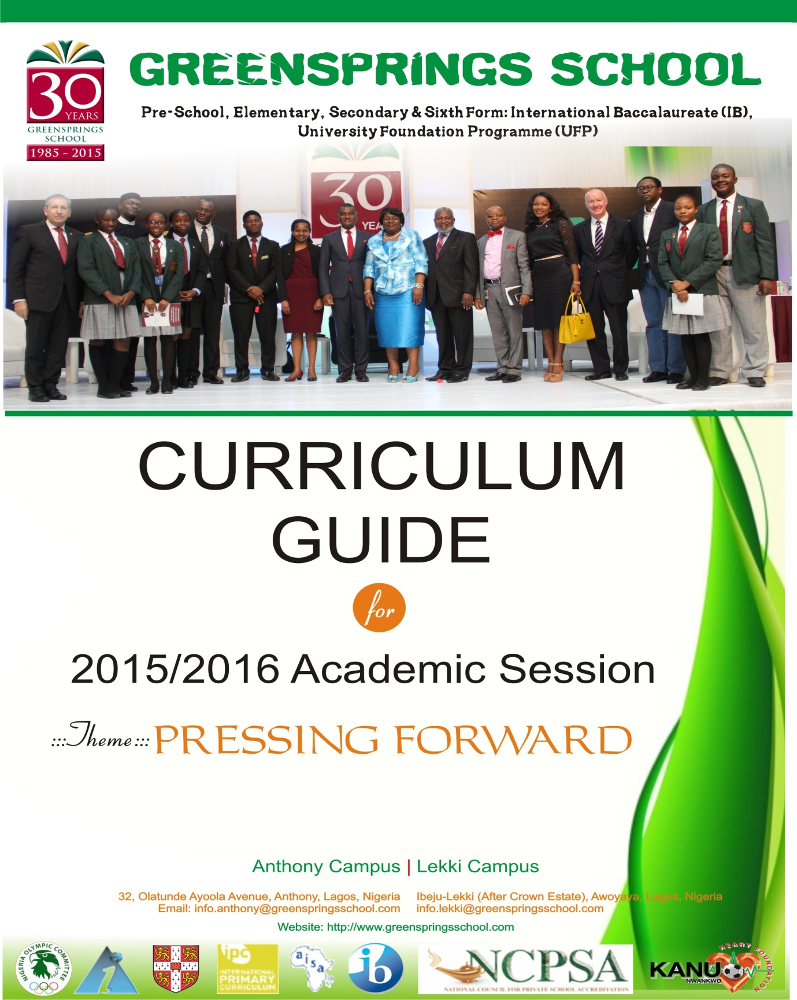 30
YEARS
GREENSPRINGS
SCHOOL
1985 - 2015
GREENSPRINGS SCHOOL
Pre-School, Elementary, Secondary & Sixth Form: International Baccalaureate (IB),
University Foundation Programme (UFP)
30
YEA
CURRICULUM
GUIDE
for
2015/2016 Academic Session
:::Theme::: PRESSING FORWARD
Anthony Campus | Lekki Campus
32, Olatunde Ayoola Avenue, Anthony, Lagos, Nigeria Ibeju-Lekki (After Crown Estate), Awoyaya, Lagos, Nigeria
Email: info.anthony@greenspringsschool.com info.lekki@greenspringsschool.com
Website: http://www.greenspringsschool.com
NIGERIA OLYMPIC COMMITTEE
ipc
INTERNATIONAL
PRIMARY
CURRICULUM
aisa
ib
NCPSA
NATIONAL COUNCIL FOR PRIVATE SCHOOL ACCREDITATION
KANU
NWANKWO
HEART FOUNDATION